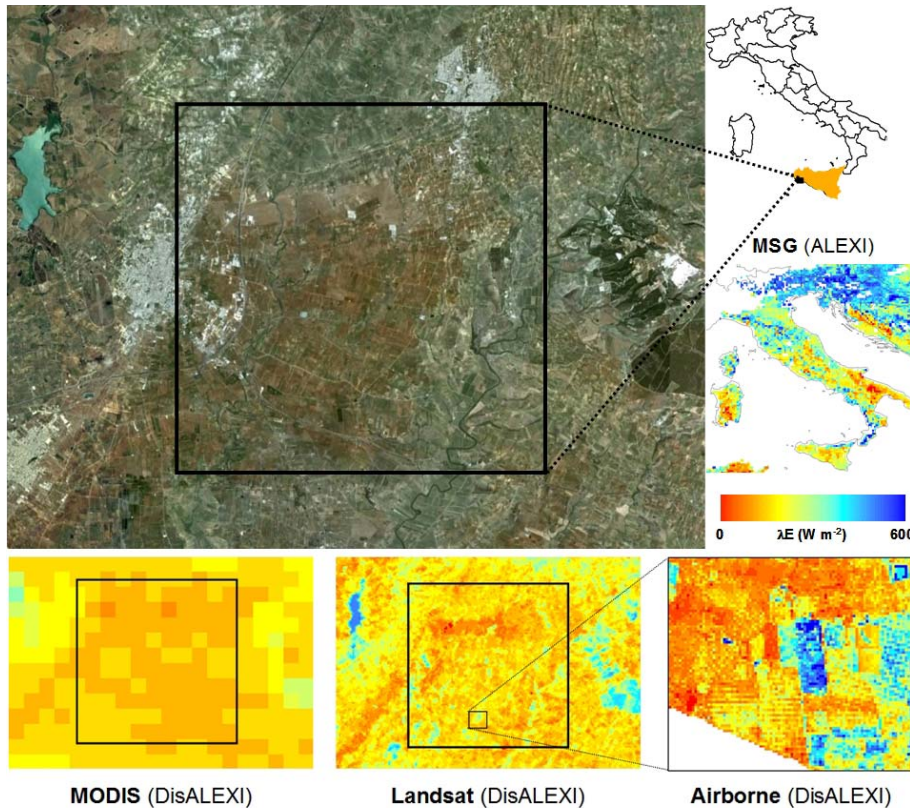 MSG (ALEXI)
0 λE (W m-2) 600
MODIS (DisALEXI)
Landsat (DisALEXI)
Airborne (DisALEXI)